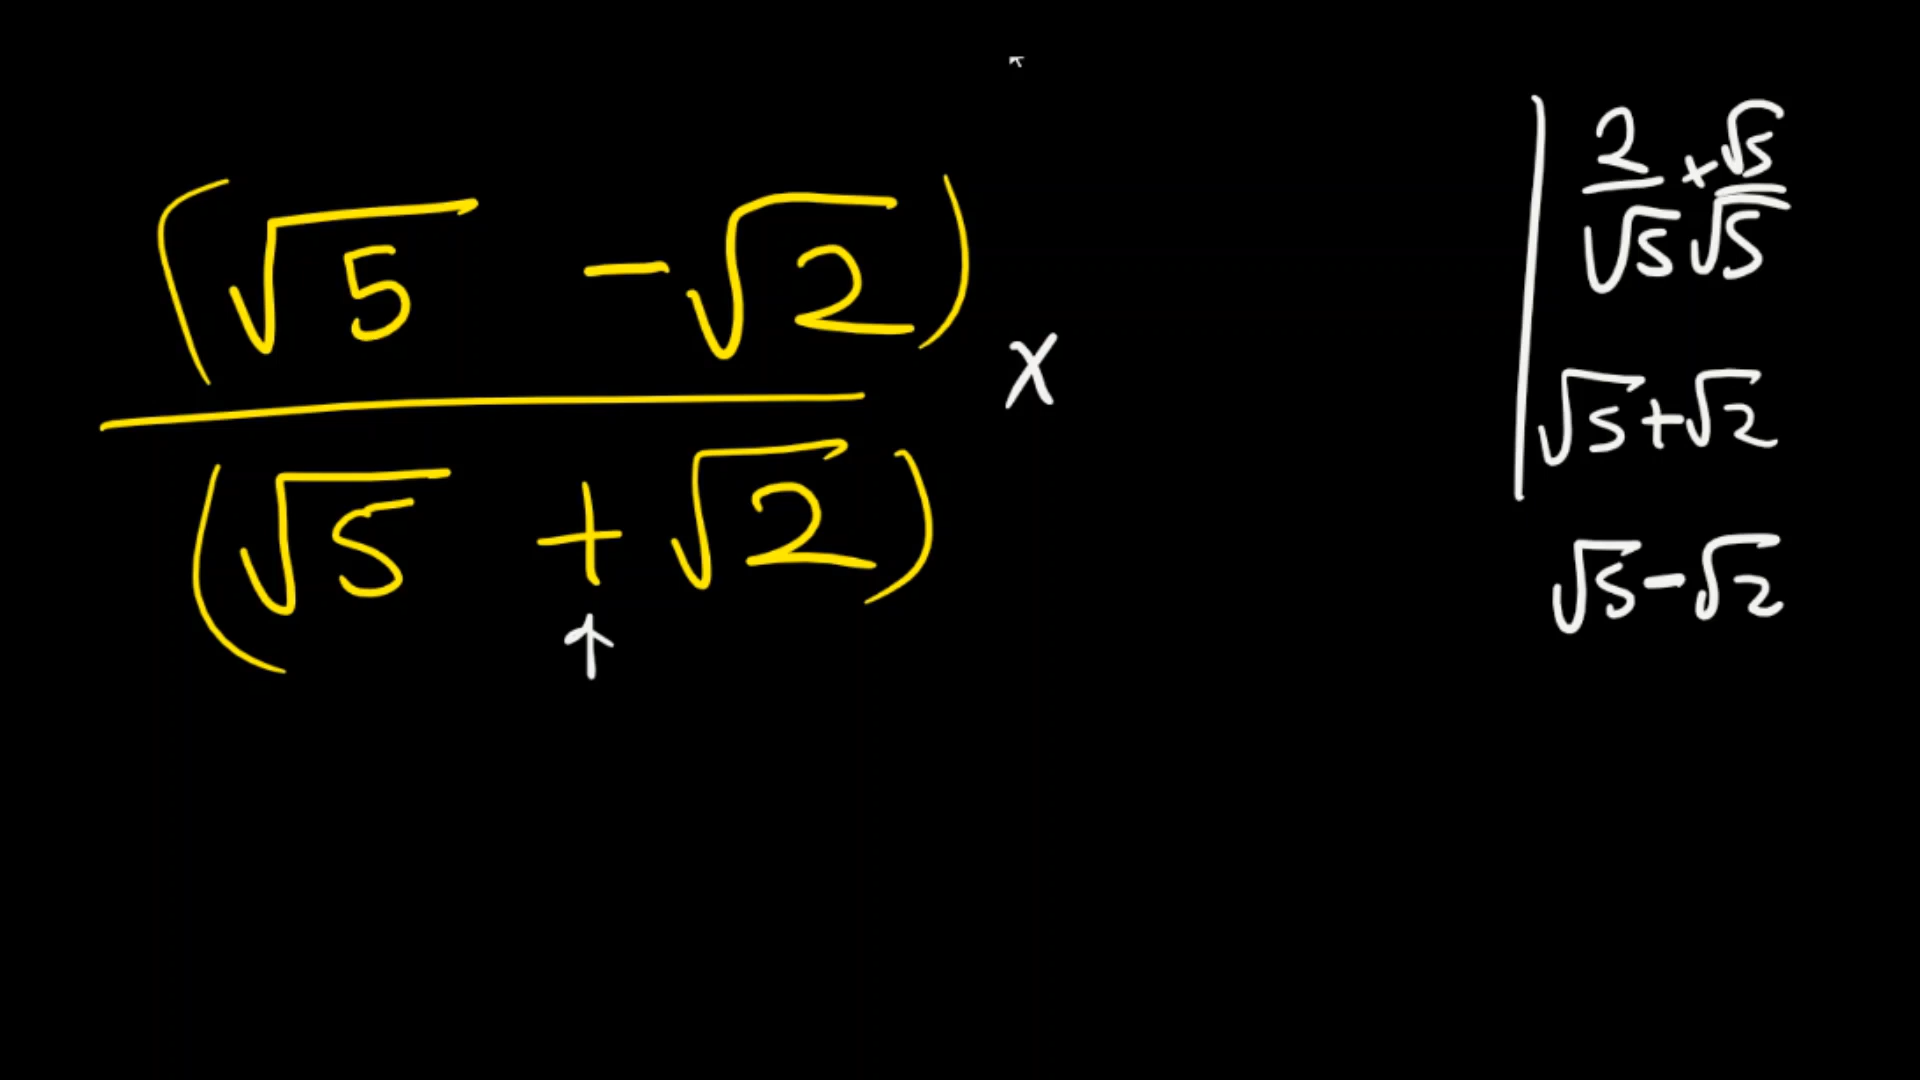 (√5 - √2)
(√5 + √2)
x
↑
2 + √5
√5 √5
√5+√2
√5-√2